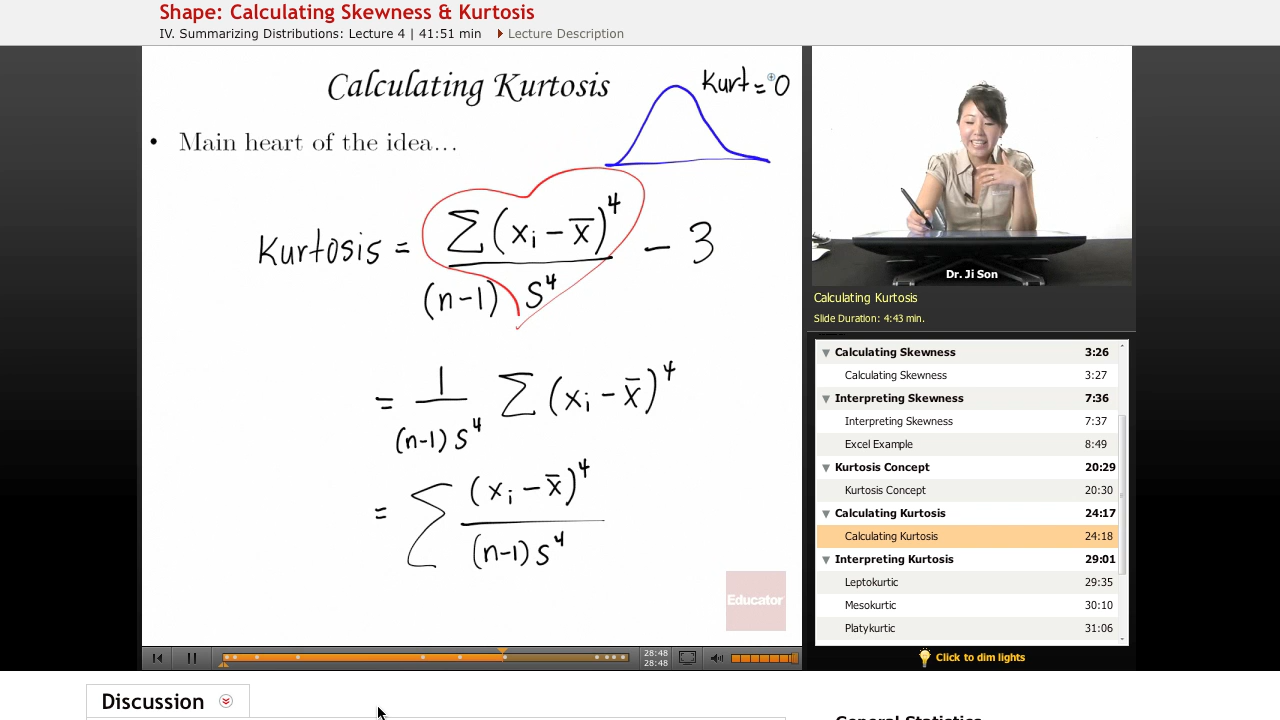 Shape: Calculating Skewness & Kurtosis
IV. Summarizing Distributions: Lecture 4 | 41:51 min
Lecture Description
Calculating Kurtosis
Kurt = 0
• Main heart of the idea...
Kurtosis = ∑(xᵢ − x̄)⁴ / (n-1) S⁴ − 3
= 1 / (n-1) S⁴ ∑ (xᵢ − x̄)⁴
= ∑ (xᵢ − x̄)⁴ / (n-1) S⁴
Educator
28:48
28:48
Dr. Ji Son
Calculating Kurtosis
Slide Duration: 4:43 min.
Calculating Skewness 3:26
Calculating Skewness 3:27
Interpreting Skewness 7:36
Interpreting Skewness 7:37
Excel Example 8:49
Kurtosis Concept 20:29
Kurtosis Concept 20:30
Calculating Kurtosis 24:17
Calculating Kurtosis 24:18
Interpreting Kurtosis 29:01
Leptokurtic 29:35
Mesokurtic 30:10
Platykurtic 31:06
Click to dim lights
Discussion
General Statistics